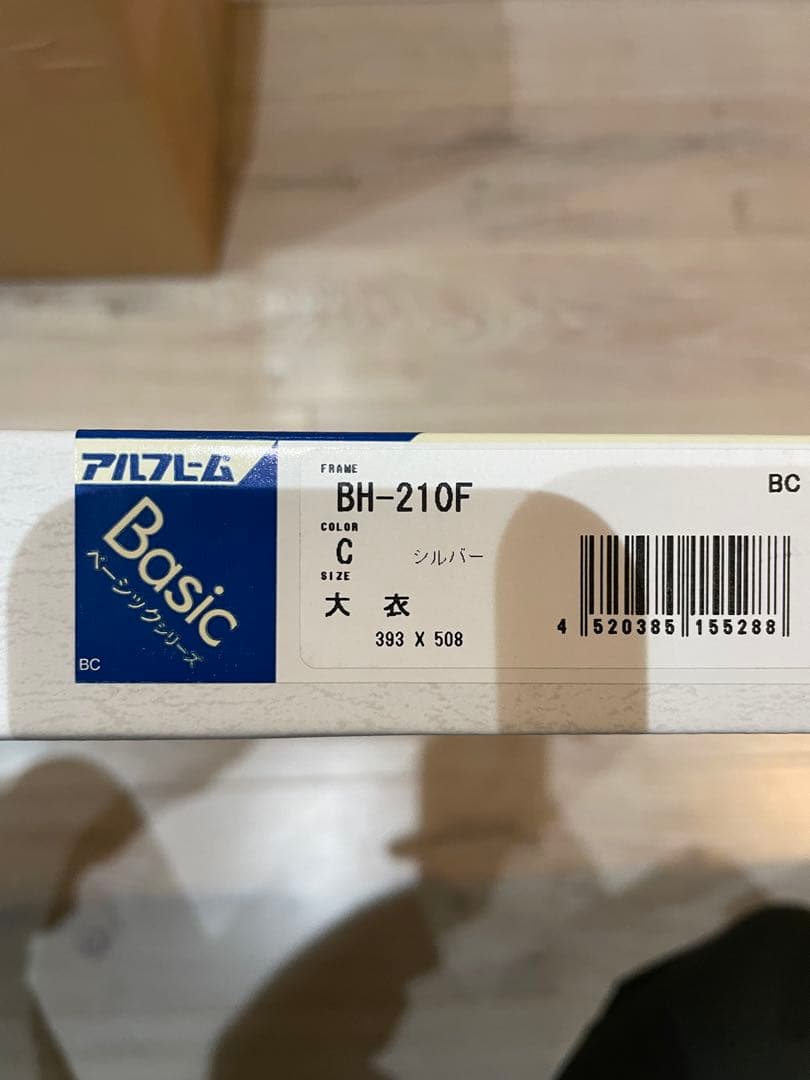 アルフレーム
Basic
ベーシックシリーズ
BC
FRAME
BH-210F
COLOR
C シルバー
SIZE
大 衣
393 X 508
BC
4 520385 155288